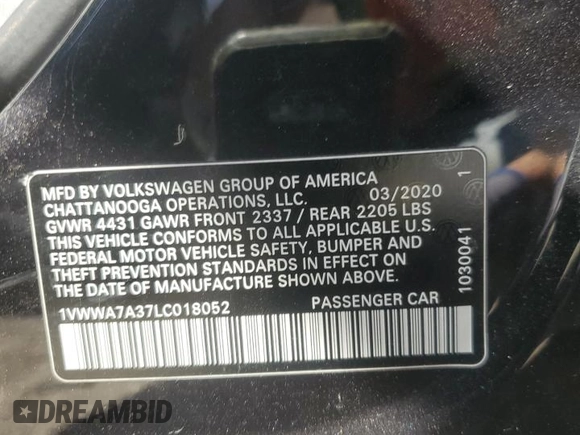 MFD BY VOLKSWAGEN GROUP OF AMERICA
CHATTANOOGA OPERATIONS, LLC. 03/2020
GVWR 4431 GAWR FRONT 2337 / REAR 2205 LBS
THIS VEHICLE CONFORMS TO ALL APPLICABLE U.S.
FEDERAL MOTOR VEHICLE SAFETY, BUMPER AND
THEFT PREVENTION STANDARDS IN EFFECT ON
THE DATE OF MANUFACTURE SHOWN ABOVE.
1VWWA7A37LC018052 PASSENGER CAR
1030041 1
DREAMBID